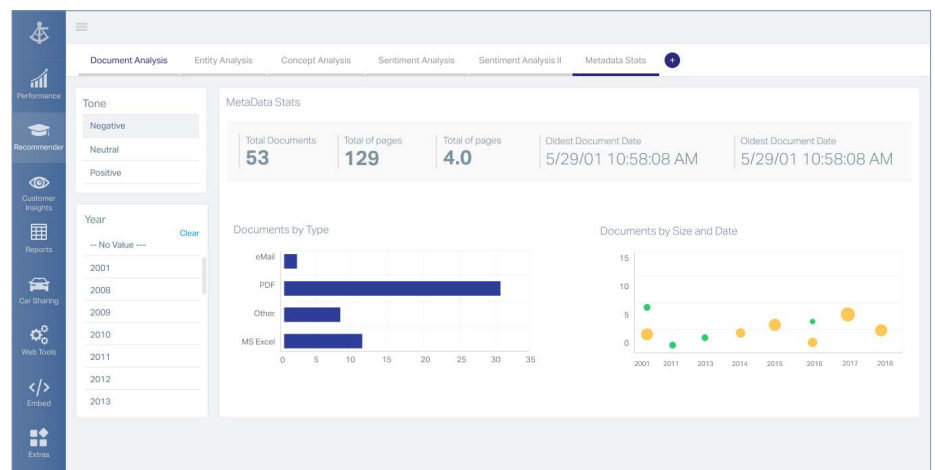 Document Analysis Entity Analysis Concept Analysis Sentiment Analysis Sentiment Analysis II Metadata Stats +
Performance
Recommender
Customer
Insights
Reports
Car Sharing
Web Tools
</>
Embed
Extras
Tone
Negative
Neutral
Positive
Year
Clear
-- No Value ---
2001
2008
2009
2010
2011
2012
2013
MetaData Stats
Total Documents Total of pages Total of pages Oldest Document Date Oldest Document Date
53 129 4.0 5/29/01 10:58:08 AM 5/29/01 10:58:08 AM
Documents by Type
eMail
PDF
Other
MS Excel
0 5 10 15 20 25 30 35
Documents by Size and Date
15
10
5
0
2001 2011 2013 2014 2015 2016 2017 2018